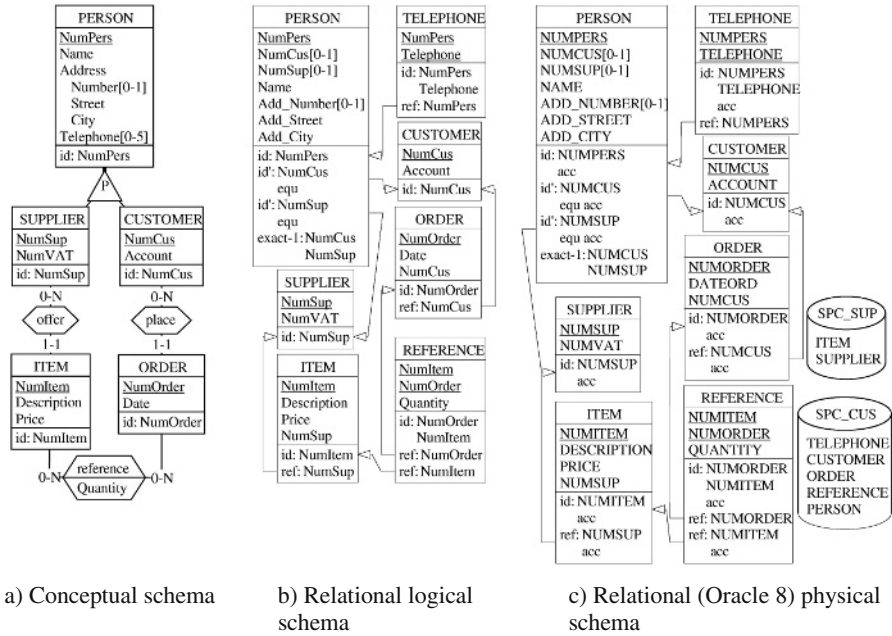 PERSON
NumPers
Name
Address
Number[0-1]
Street
City
Telephone[0-5]
id: NumPers
P
SUPPLIER
NumSup
NumVAT
id: NumSup
CUSTOMER
NumCus
Account
id: NumCus
0-N
0-N
offer
place
1-1
1-1
ITEM
NumItem
Description
Price
id: NumItem
ORDER
NumOrder
Date
id: NumOrder
0-N
reference
Quantity
0-N
a) Conceptual schema
PERSON
NumPers
NumCus[0-1]
NumSup[0-1]
Name
Add_Number[0-1]
Add_Street
Add_City
id: NumPers
id': NumCus
equ
id': NumSup
equ
exact-1: NumCus
NumSup
TELEPHONE
NumPers
Telephone
id: NumPers
Telephone
ref: NumPers
CUSTOMER
NumCus
Account
id: NumCus
ORDER
NumOrder
Date
NumCus
id: NumOrder
ref: NumCus
SUPPLIER
NumSup
NumVAT
id: NumSup
ITEM
NumItem
Description
Price
NumSup
id: NumItem
ref: NumSup
REFERENCE
NumItem
NumOrder
Quantity
id: NumOrder
NumItem
ref: NumOrder
ref: NumItem
b) Relational logical
schema
PERSON
NUMPERS
NUMCUS[0-1]
NUMSUP[0-1]
NAME
ADD_NUMBER[0-1]
ADD_STREET
ADD_CITY
id: NUMPERS
acc
id': NUMCUS
equ acc
id': NUMSUP
equ acc
exact-1: NUMCUS
NUMSUP
TELEPHONE
NUMPERS
TELEPHONE
id: NUMPERS
TELEPHONE
acc
ref: NUMPERS
CUSTOMER
NUMCUS
ACCOUNT
id: NUMCUS
acc
ORDER
NUMORDER
DATEORD
NUMCUS
id: NUMORDER
acc
ref: NUMCUS
acc
SUPPLIER
NUMSUP
NUMVAT
id: NUMSUP
acc
ITEM
NUMITEM
DESCRIPTION
PRICE
NUMSUP
id: NUMITEM
acc
ref: NUMSUP
acc
REFERENCE
NUMITEM
NUMORDER
QUANTITY
id: NUMORDER
NUMITEM
acc
ref: NUMORDER
ref: NUMITEM
acc
SPC_SUP
ITEM
SUPPLIER
SPC_CUS
TELEPHONE
CUSTOMER
ORDER
REFERENCE
PERSON
c) Relational (Oracle 8) physical
schema